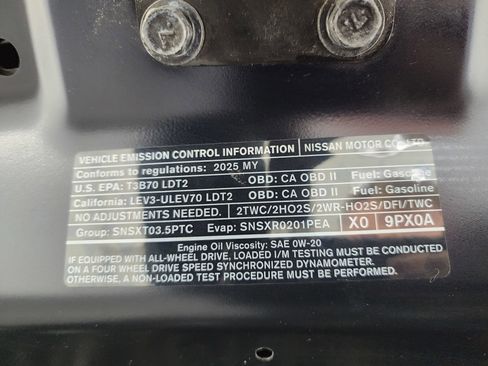 VEHICLE EMISSION CONTROL INFORMATION NISSAN MOTOR CO., LTD.
Conforms to regulations: 2025 MY
U.S. EPA: T3B70 LDT2 OBD: CA OBD II Fuel: Gasoline
California: LEV3-ULEV70 LDT2 OBD: CA OBD II Fuel: Gasoline
NO ADJUSTMENTS NEEDED. 2TWC/2HO2S/2WR-HO2S/DFI/TWC
Group: SNSXT03.5PTC Evap: SNSXR0201PEA X0 9PX0A
Engine Oil Viscosity: SAE 0W-20
IF EQUIPPED WITH ALL-WHEEL DRIVE, LOADED I/M TESTING MUST BE CONDUCTED
ON A FOUR WHEEL DRIVE SPEED SYNCHRONIZED DYNAMOMETER.
OTHERWISE, A NON-LOADED TEST PROCEDURE MUST BE PERFORMED.